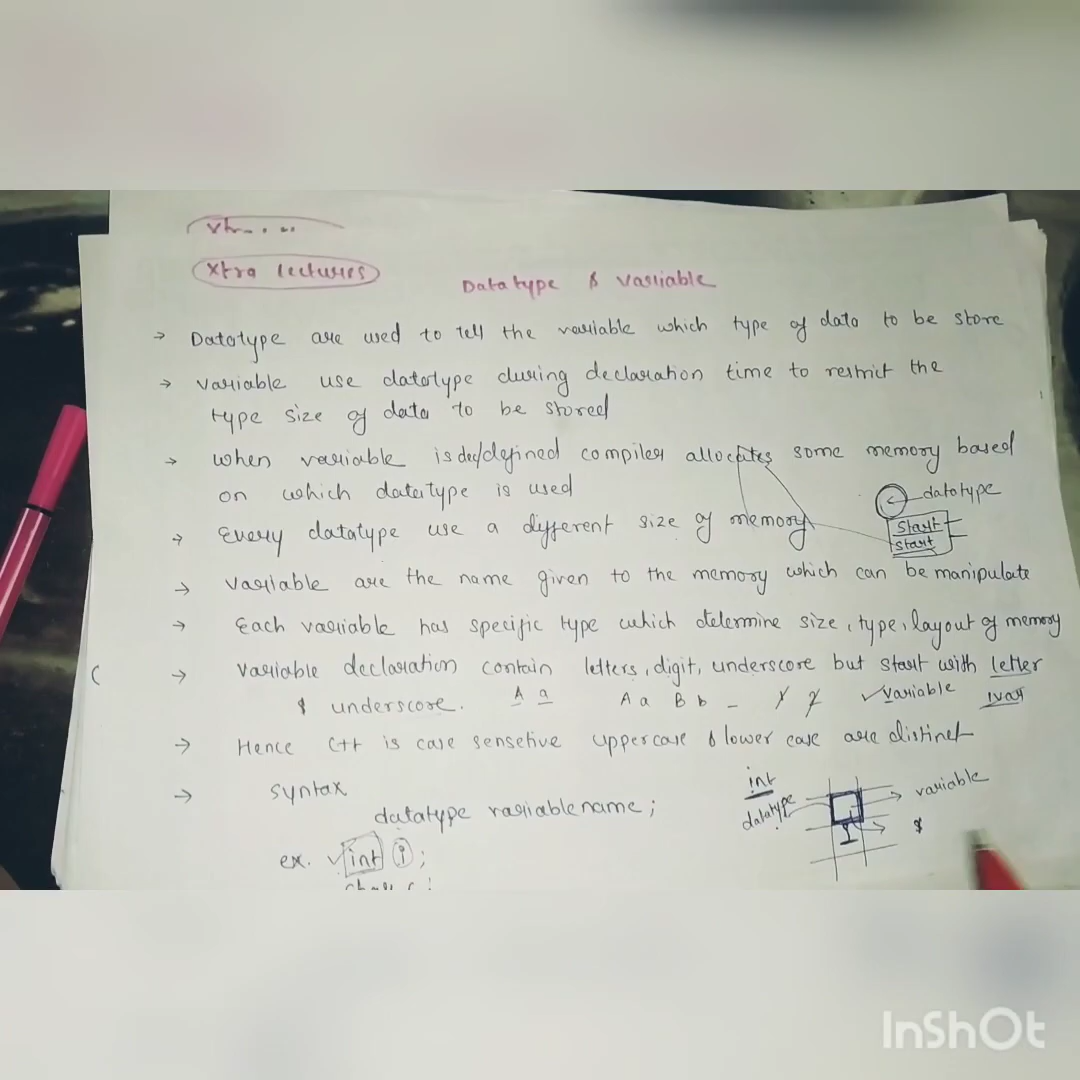 Xtra lectures
Datatype & variable
→ Datatype are used to tell the variable which type of data to be store
→ variable use datatype during declaration time to restrict the
type size of data to be stored
→ when variable is dec/defined compiler allocates some memory based
on which datatype is used
datatype
→ Every datatype use a different size of memory
start
start
→ variable are the name given to the memory which can be manipulate
→ Each variable has specific type which determine size, type, layout of memory
→ variable declaration contain letters, digit, underscore but start with letter
& underscore. A a A a B b _ ✓variable 1var
→ Hence C++ is case sensetive uppercase & lower case are distinct
→ syntax
int
datatype variable name;
datatype
variable
&
ex. ✓ int i;